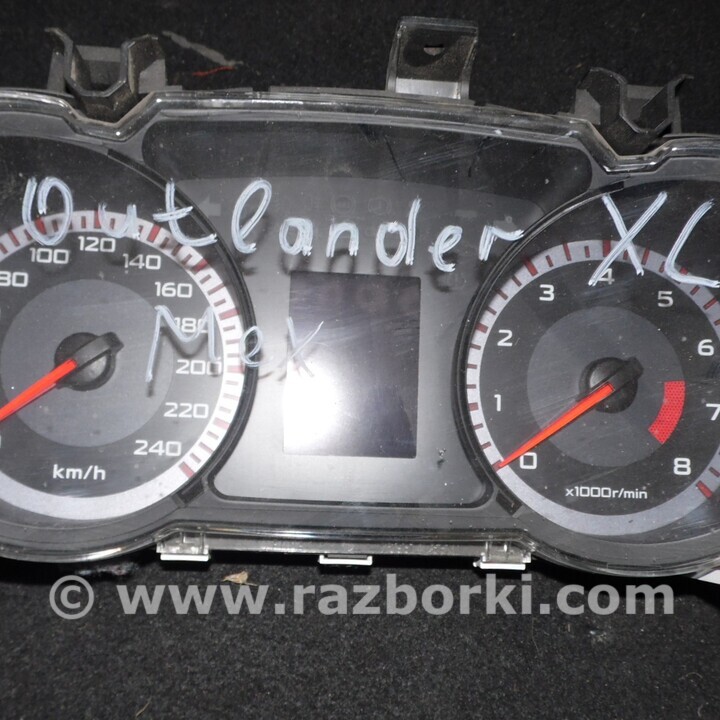 Outlander XL
Mex
80 100 120 140 160 180 200 220 240
km/h
0 1 2 3 4 5 6 7 8
x1000r/min
© www.razborki.com